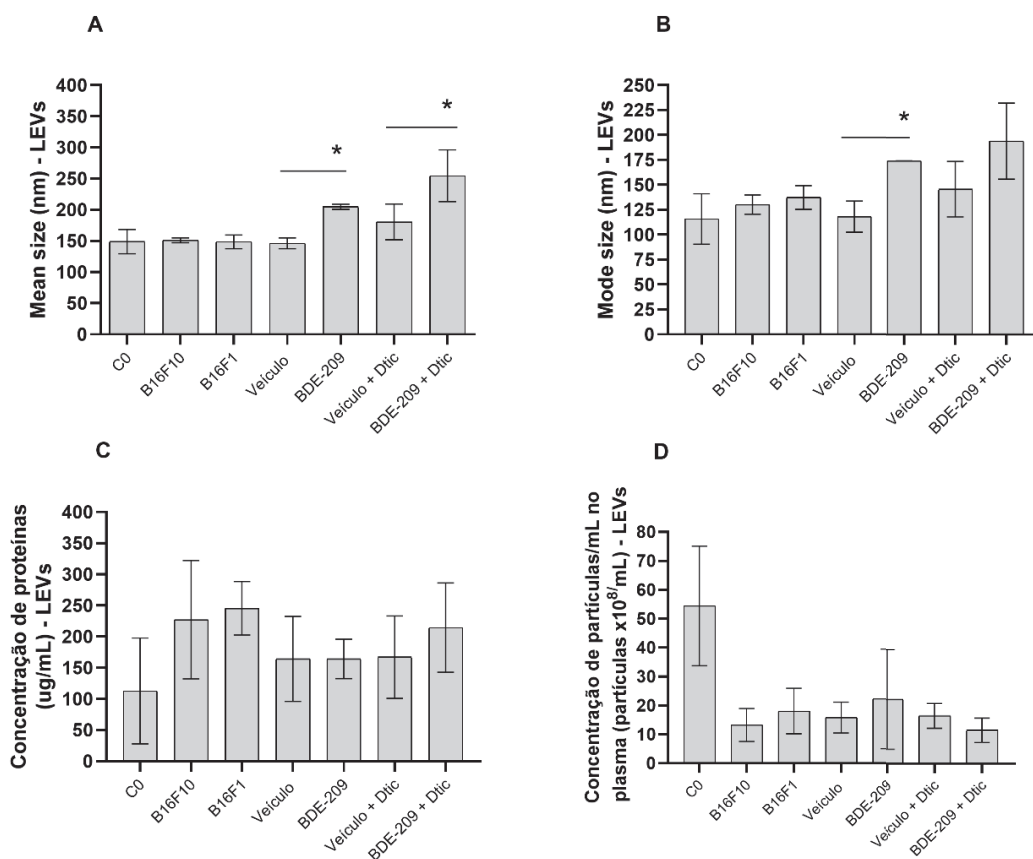 A
Mean size (nm) - LEVs
400
350
300
250
200
150
100
50
0
*
*
C0
B16F10
B16F1
Veículo
BDE-209
Veículo + Dtic
BDE-209 + Dtic
B
Mode size (nm) - LEVs
250
225
200
175
150
125
100
75
50
25
0
*
C0
B16F10
B16F1
Veículo
BDE-209
Veículo + Dtic
BDE-209 + Dtic
C
Concentração de proteínas
(ug/mL) - LEVs
400
350
300
250
200
150
100
50
0
C0
B16F10
B16F1
Veículo
BDE-209
Veículo + Dtic
BDE-209 + Dtic
D
Concentração de partículas/mL no
plasma (partículas x10^8/mL) - LEVs
80
70
60
50
40
30
20
10
0
C0
B16F10
B16F1
Veículo
BDE-209
Veículo + Dtic
BDE-209 + Dtic